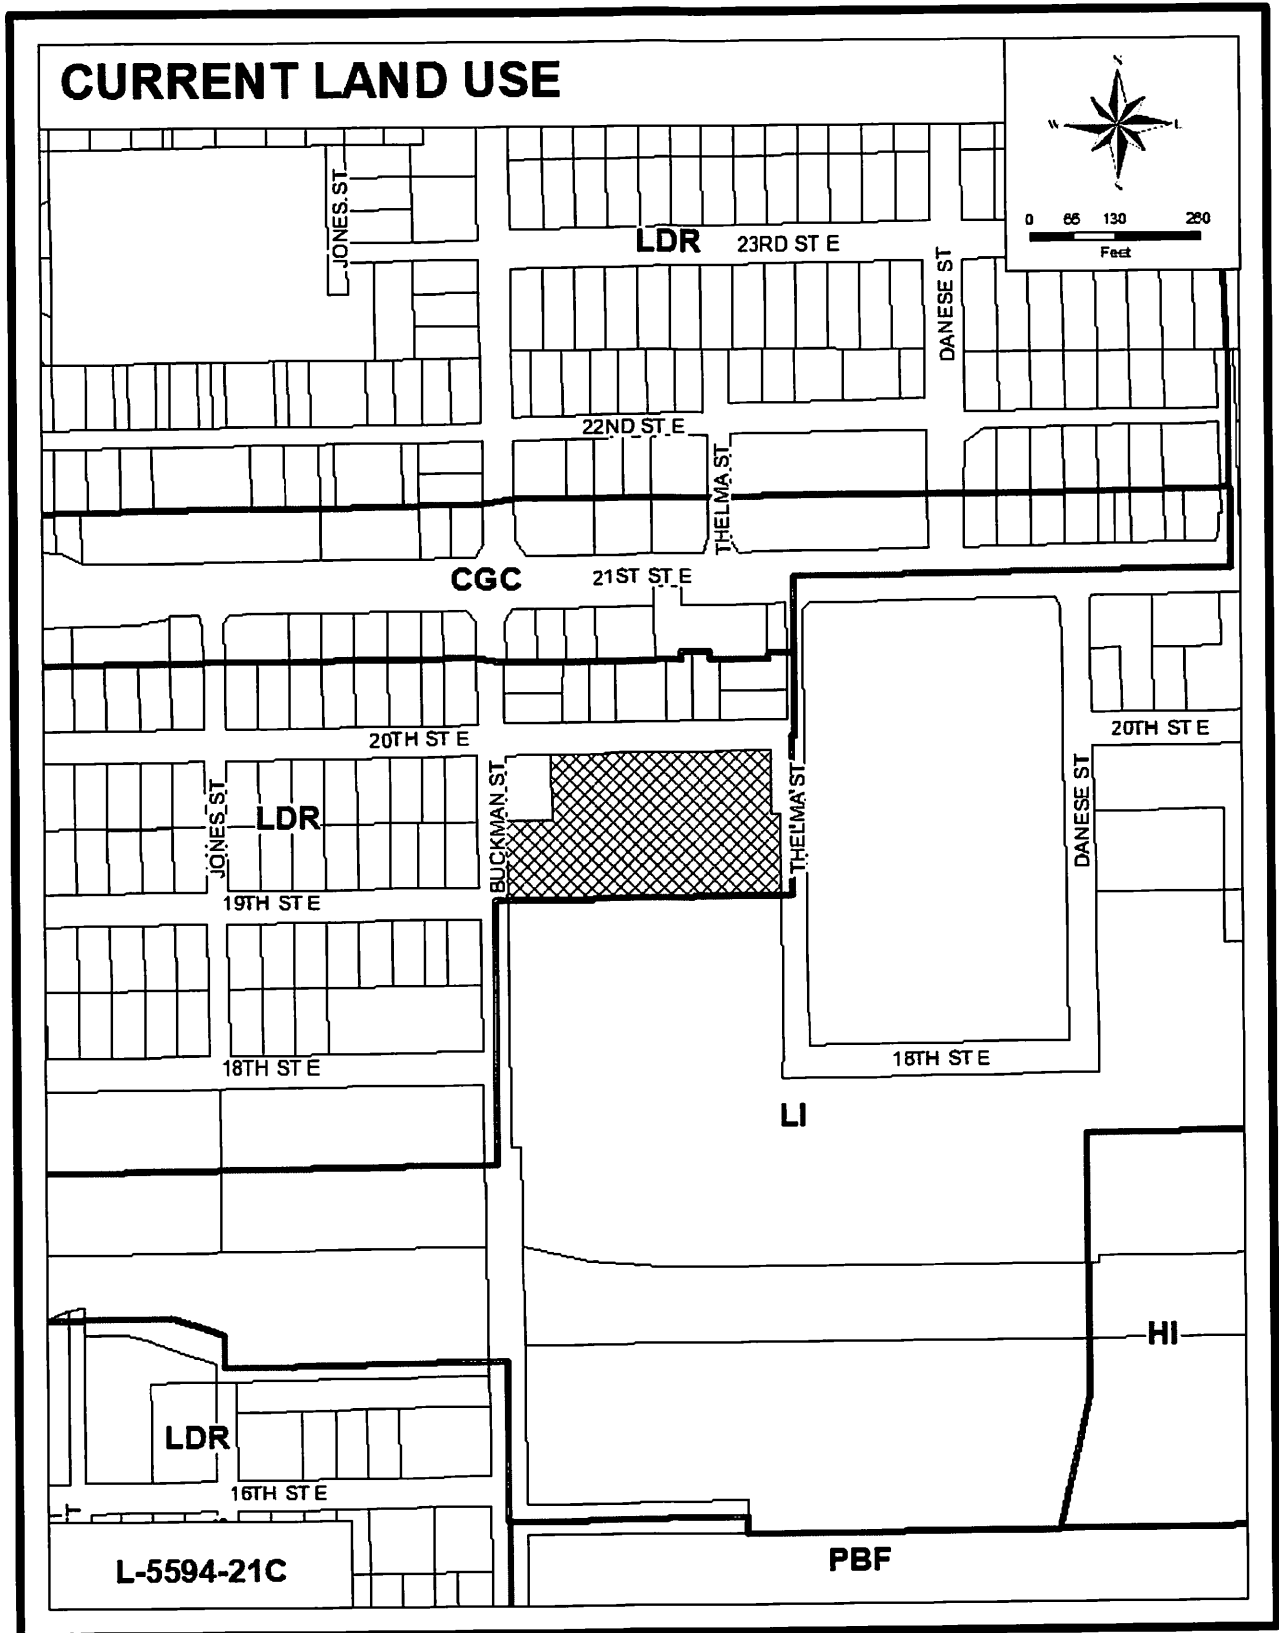 CURRENT LAND USE
N
W
0 65 130 260
Feet
JONES ST
LDR
23RD ST E
DANESE ST
22ND ST E
THELMA ST
CGC
21ST ST E
20TH ST E
20TH ST E
JONES ST
LDR
BUCKMAN ST
THELMA ST
DANESE ST
19TH ST E
18TH ST E
18TH ST E
LI
HI
LDR
16TH ST E
L-5594-21C
PBF